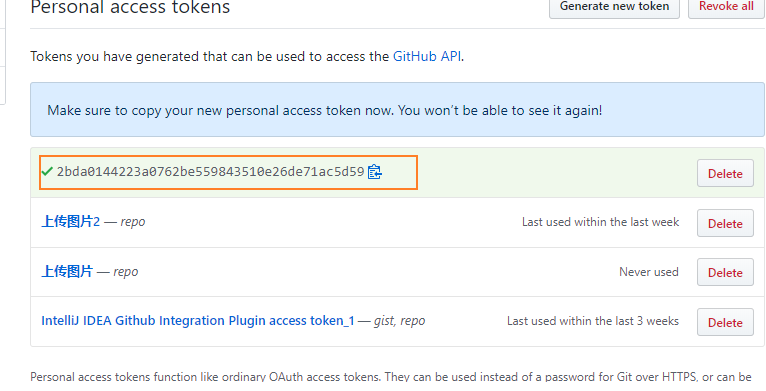 Personal access tokens
Generate new token
Revoke all
Tokens you have generated that can be used to access the GitHub API.
Make sure to copy your new personal access token now. You won't be able to see it again!
2bda0144223a0762be559843510e26de71ac5d59
Delete
上传图片2 — repo
Last used within the last week
Delete
上传图片 — repo
Never used
Delete
IntelliJ IDEA Github Integration Plugin access token_1 — gist, repo
Last used within the last 3 weeks
Delete
Personal access tokens function like ordinary OAuth access tokens. They can be used instead of a password for Git over HTTPS, or can be